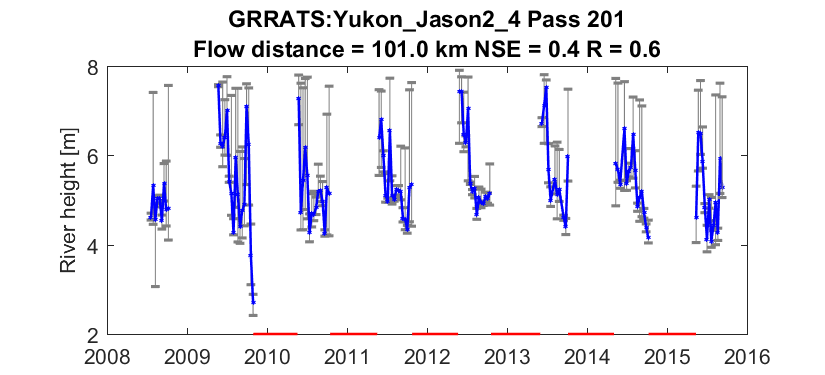 GRRATS:Yukon_Jason2_4 Pass 201
Flow distance = 101.0 km NSE = 0.4 R = 0.6
River height [m]
8
6
4
2
2008 2009 2010 2011 2012 2013 2014 2015 2016